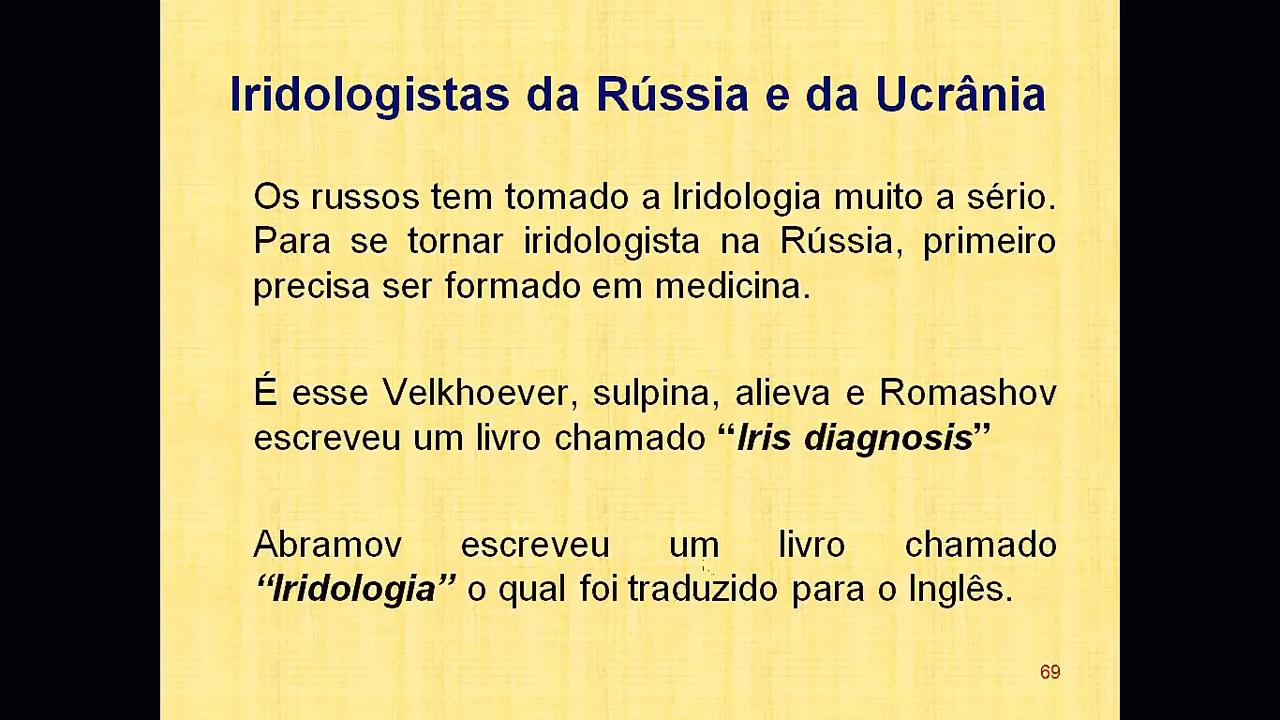 Iridologistas da Rússia e da Ucrânia
Os russos tem tomado a Iridologia muito a sério.
Para se tornar iridologista na Rússia, primeiro
precisa ser formado em medicina.
É esse Velkhoever, sulpina, alieva e Romashov
escreveu um livro chamado “Iris diagnosis”
Abramov escreveu um livro chamado
“Iridologia” o qual foi traduzido para o Inglês.
69